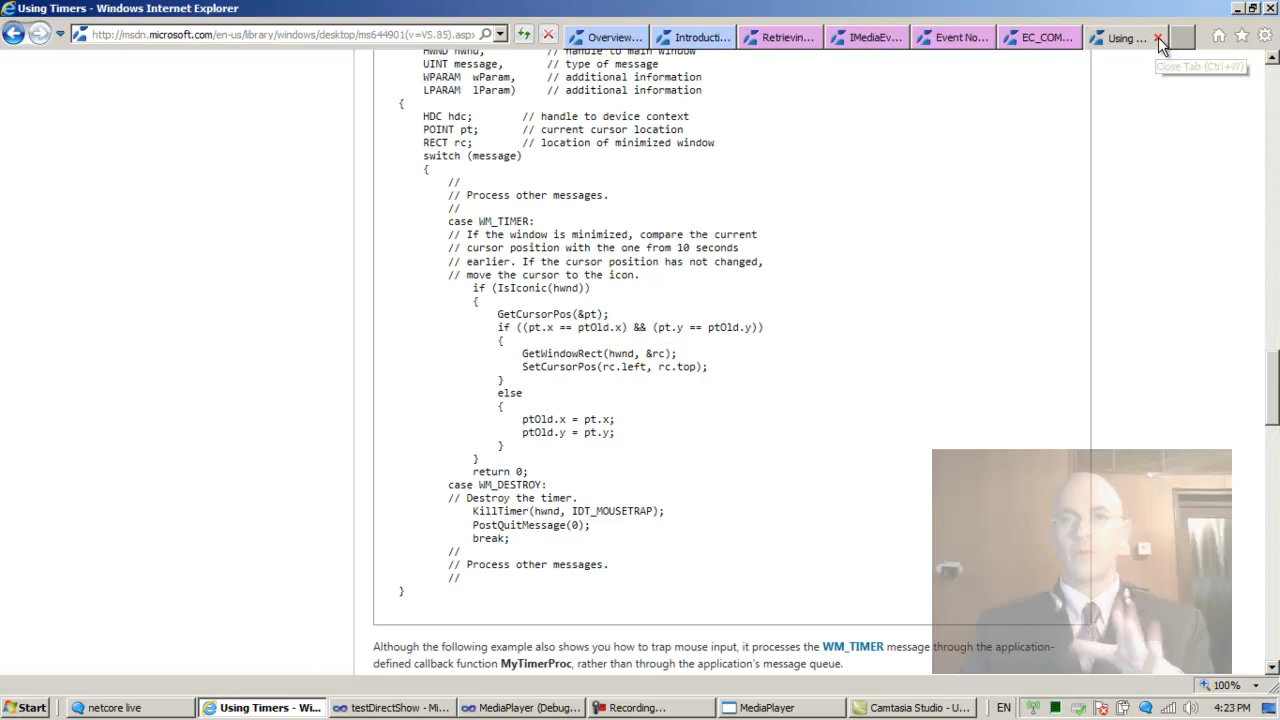 Using Timers - Windows Internet Explorer
http://msdn.microsoft.com/en-us/library/windows/desktop/ms644901(v=VS.85).aspx
Overview...
Introducti...
Retrievin...
IMediaEv...
Event No...
EC_COM...
Using ...
Close Tab (Ctrl+W)
HWND hwnd, // handle to main window
UINT message, // type of message
WPARAM wParam, // additional information
LPARAM lParam) // additional information
{
HDC hdc; // handle to device context
POINT pt; // current cursor location
RECT rc; // location of minimized window
switch (message)
{
//
// Process other messages.
//
case WM_TIMER:
// If the window is minimized, compare the current
// cursor position with the one from 10 seconds
// earlier. If the cursor position has not changed,
// move the cursor to the icon.
if (IsIconic(hwnd))
{
GetCursorPos(&pt);
if ((pt.x == ptOld.x) && (pt.y == ptOld.y))
{
GetWindowRect(hwnd, &rc);
SetCursorPos(rc.left, rc.top);
}
else
{
ptOld.x = pt.x;
ptOld.y = pt.y;
}
}
return 0;
case WM_DESTROY:
// Destroy the timer.
KillTimer(hwnd, IDT_MOUSETRAP);
PostQuitMessage(0);
break;
//
// Process other messages.
//
}
Although the following example also shows you how to trap mouse input, it processes the WM_TIMER message through the application-
defined callback function MyTimerProc, rather than through the application's message queue.
100%
Start
netcore live
Using Timers - Wi...
testDirectShow - Mi...
MediaPlayer (Debug...
Recording...
MediaPlayer
Camtasia Studio - U...
EN
4:23 PM